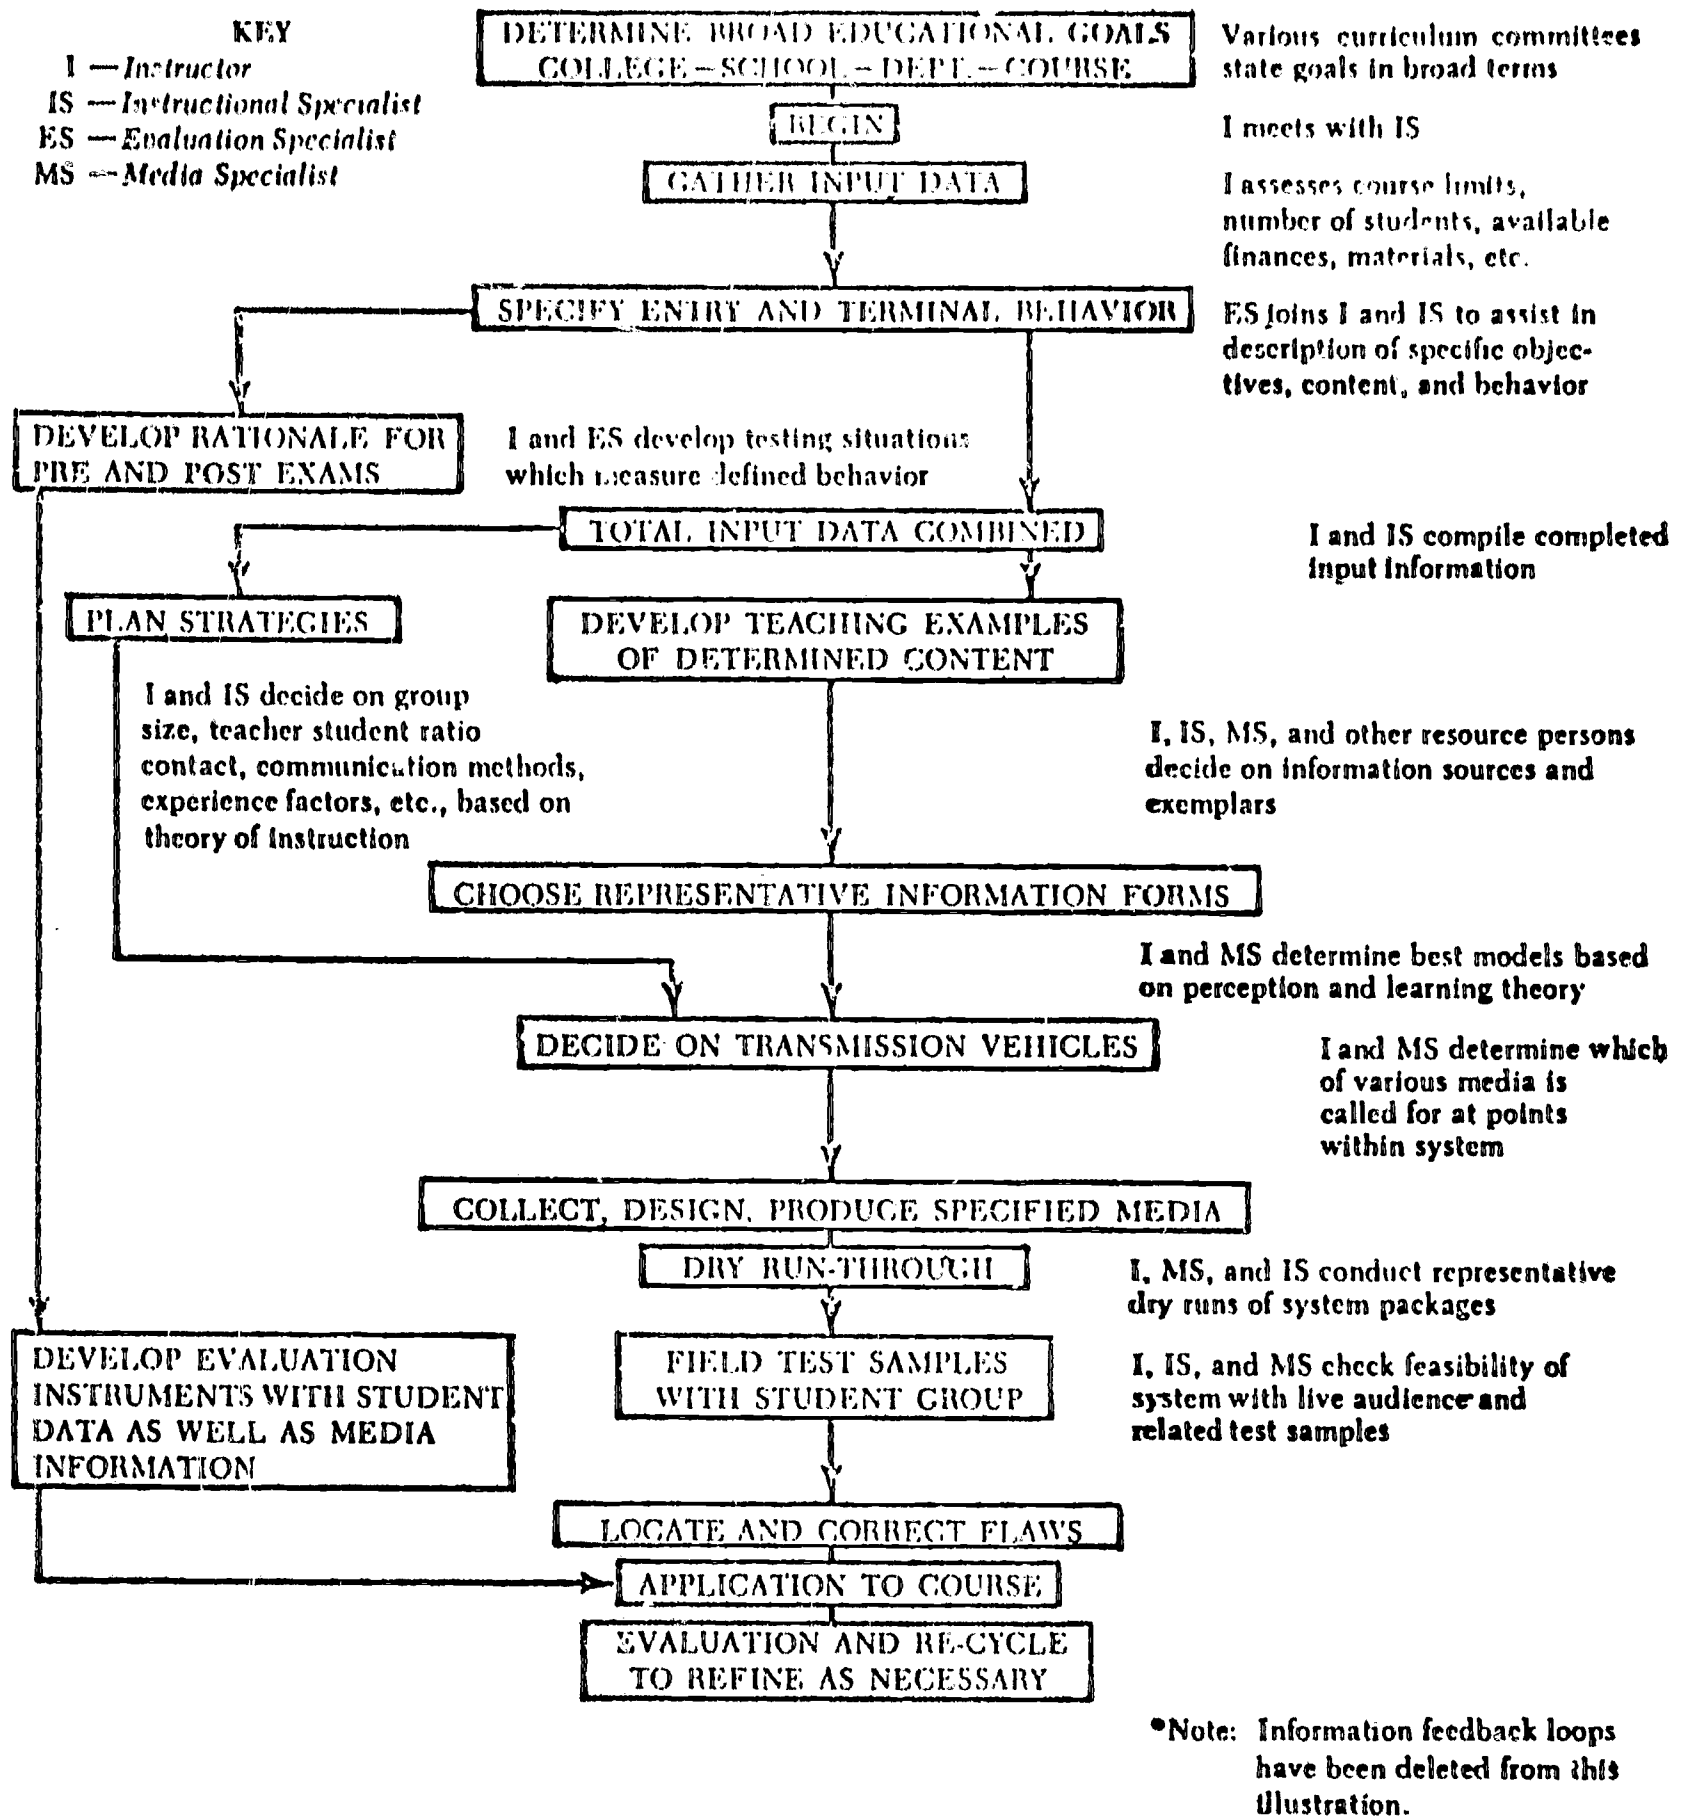 KEY
I — Instructor
IS — Instructional Specialist
ES — Evaluation Specialist
MS — Media Specialist
DETERMINE BROAD EDUCATIONAL GOALS
COLLEGE – SCHOOL – DEPT. – COURSE
Various curriculum committees
state goals in broad terms
BEGIN
I meets with IS
GATHER INPUT DATA
I assesses course limits,
number of students, available
finances, materials, etc.
SPECIFY ENTRY AND TERMINAL BEHAVIOR
ES joins I and IS to assist in
description of specific objec-
tives, content, and behavior
DEVELOP RATIONALE FOR
PRE AND POST EXAMS
I and ES develop testing situations
which measure defined behavior
TOTAL INPUT DATA COMBINED
I and IS compile completed
input information
PLAN STRATEGIES
DEVELOP TEACHING EXAMPLES
OF DETERMINED CONTENT
I and IS decide on group
size, teacher student ratio
contact, communication methods,
experience factors, etc., based on
theory of instruction
I, IS, MS, and other resource persons
decide on information sources and
exemplars
CHOOSE REPRESENTATIVE INFORMATION FORMS
I and MS determine best models based
on perception and learning theory
DECIDE ON TRANSMISSION VEHICLES
I and MS determine which
of various media is
called for at points
within system
COLLECT, DESIGN, PRODUCE SPECIFIED MEDIA
DRY RUN-THROUGH
I, MS, and IS conduct representative
dry runs of system packages
DEVELOP EVALUATION
INSTRUMENTS WITH STUDENT
DATA AS WELL AS MEDIA
INFORMATION
FIELD TEST SAMPLES
WITH STUDENT GROUP
I, IS, and MS check feasibility of
system with live audience and
related test samples
LOCATE AND CORRECT FLAWS
APPLICATION TO COURSE
EVALUATION AND RE-CYCLE
TO REFINE AS NECESSARY
*Note: Information feedback loops
have been deleted from this
illustration.